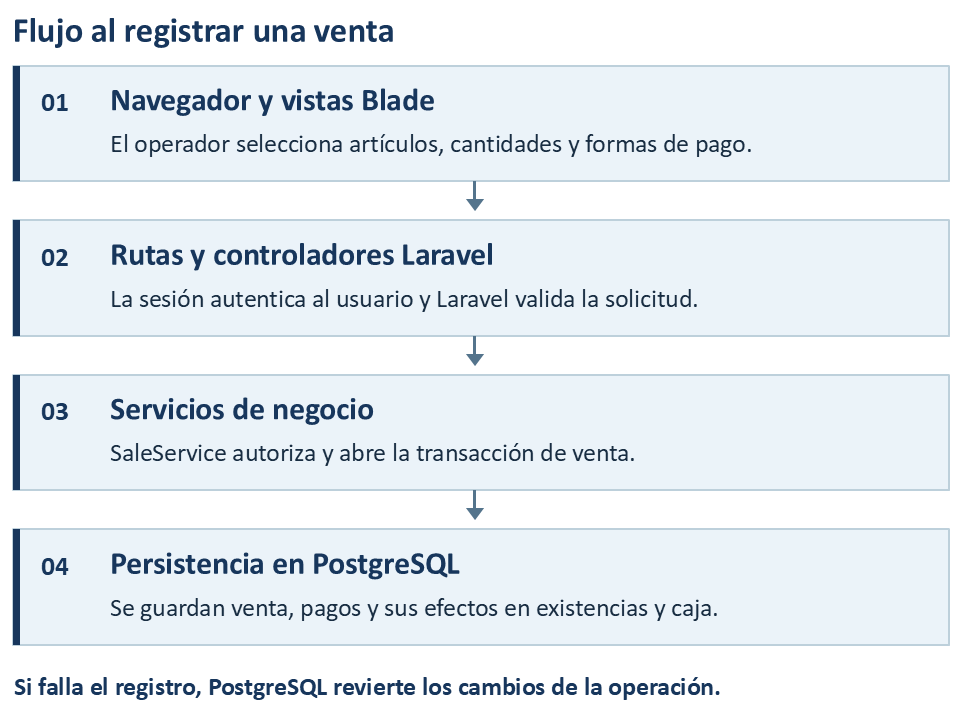 Flujo al registrar una venta
01 Navegador y vistas Blade
El operador selecciona artículos, cantidades y formas de pago.
02 Rutas y controladores Laravel
La sesión autentica al usuario y Laravel valida la solicitud.
03 Servicios de negocio
SaleService autoriza y abre la transacción de venta.
04 Persistencia en PostgreSQL
Se guardan venta, pagos y sus efectos en existencias y caja.
Si falla el registro, PostgreSQL revierte los cambios de la operación.